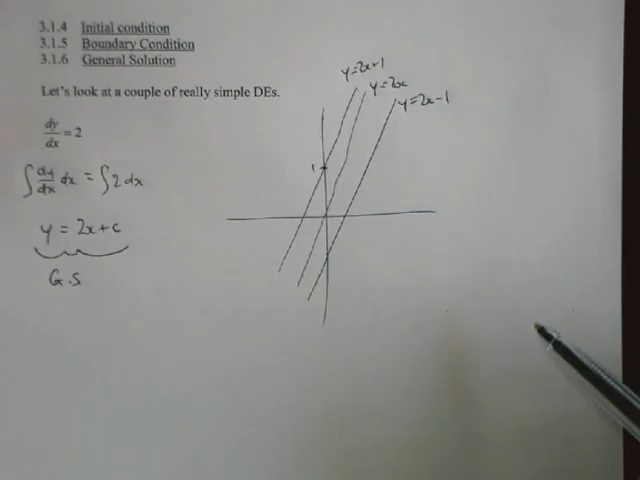 3.1.4 Initial condition
3.1.5 Boundary Condition
3.1.6 General Solution
Let's look at a couple of really simple DEs.
dy/dx = 2
∫ dy/dx dx = ∫ 2 dx
y = 2x + c
G.S
y=2x+1
y=2x
y=2x-1
1